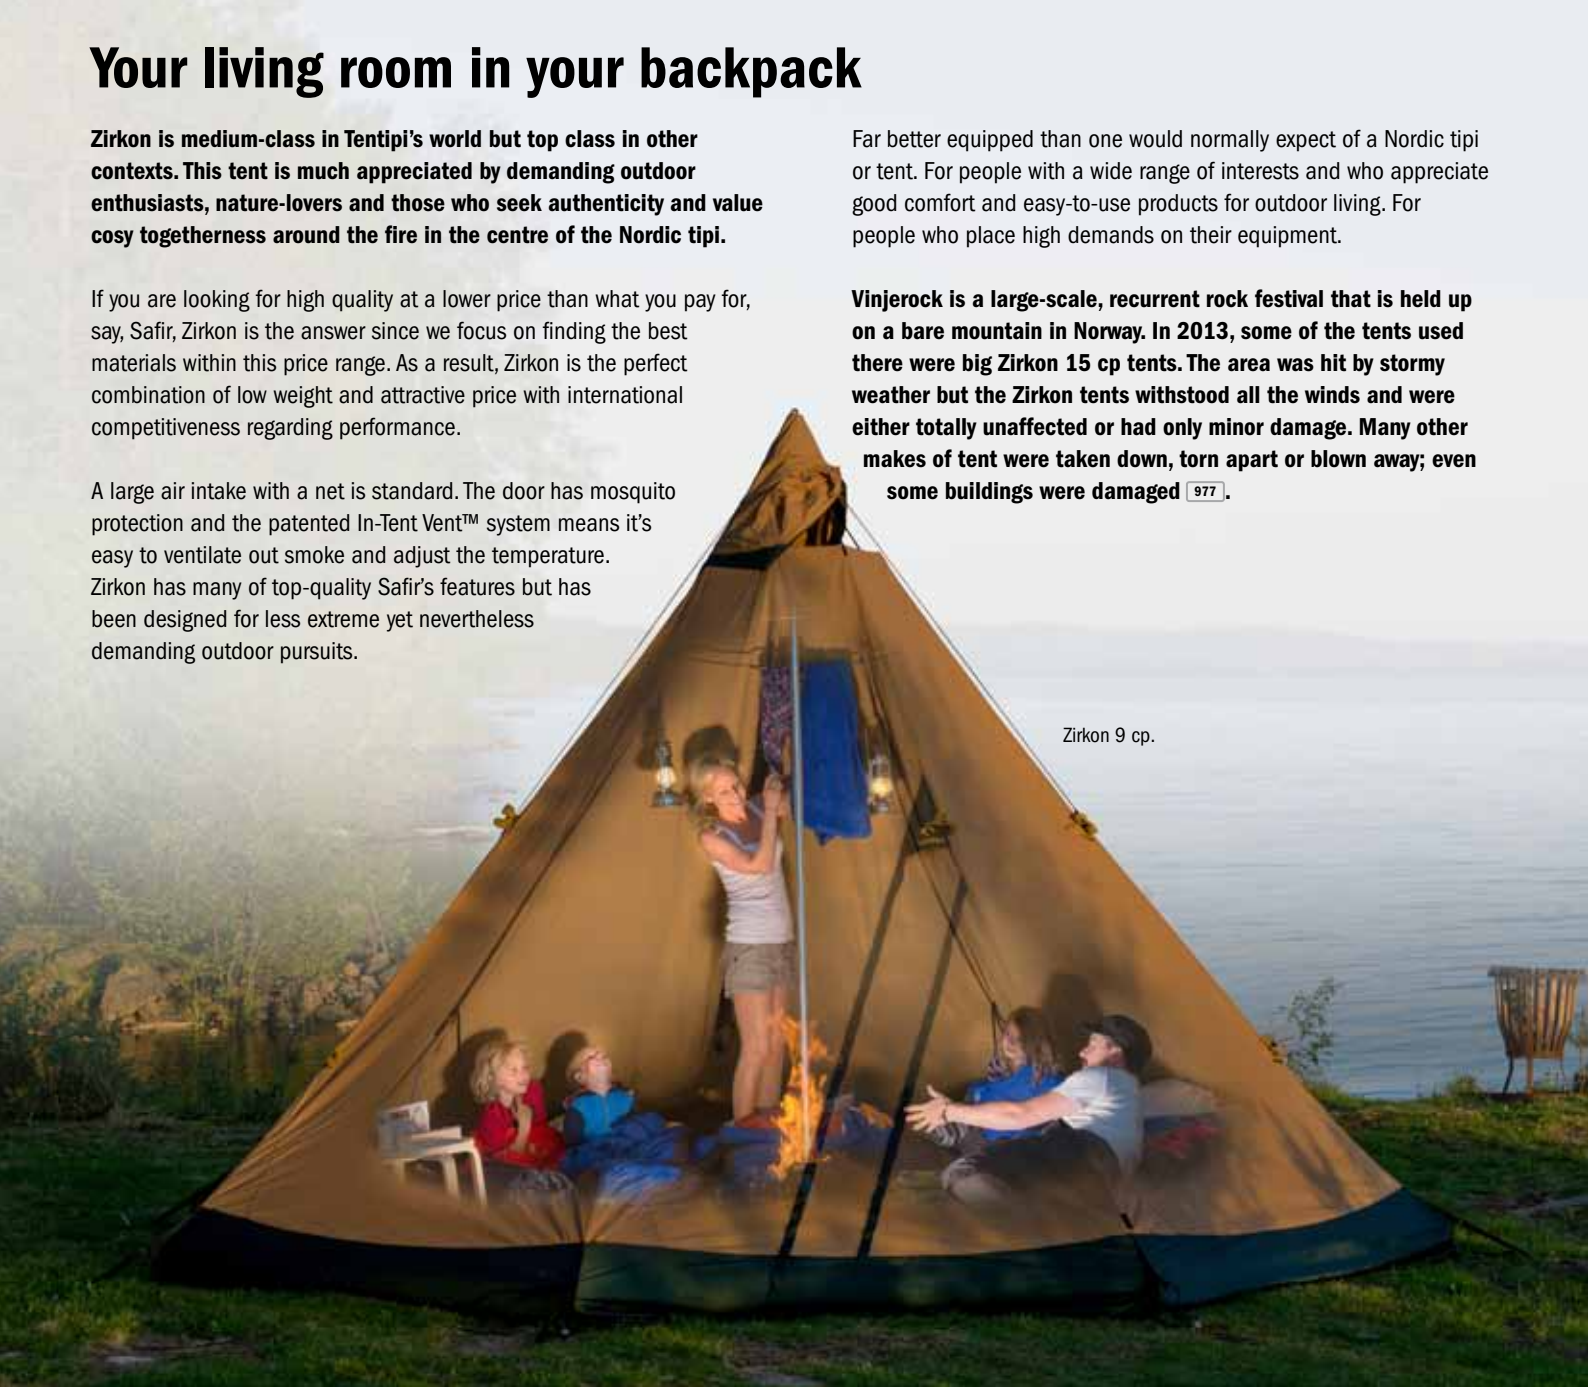 Your living room in your backpack
Zirkon is medium-class in Tentipi's world but top class in other
contexts. This tent is much appreciated by demanding outdoor
enthusiasts, nature-lovers and those who seek authenticity and value
cosy togetherness around the fire in the centre of the Nordic tipi.
If you are looking for high quality at a lower price than what you pay for,
say, Safir, Zirkon is the answer since we focus on finding the best
materials within this price range. As a result, Zirkon is the perfect
combination of low weight and attractive price with international
competitiveness regarding performance.
A large air intake with a net is standard. The door has mosquito
protection and the patented In-Tent Vent™ system means it's
easy to ventilate out smoke and adjust the temperature.
Zirkon has many of top-quality Safir's features but has
been designed for less extreme yet nevertheless
demanding outdoor pursuits.
Far better equipped than one would normally expect of a Nordic tipi
or tent. For people with a wide range of interests and who appreciate
good comfort and easy-to-use products for outdoor living. For
people who place high demands on their equipment.
Vinjerock is a large-scale, recurrent rock festival that is held up
on a bare mountain in Norway. In 2013, some of the tents used
there were big Zirkon 15 cp tents. The area was hit by stormy
weather but the Zirkon tents withstood all the winds and were
either totally unaffected or had only minor damage. Many other
makes of tent were taken down, torn apart or blown away; even
some buildings were damaged 977.
Zirkon 9 cp.